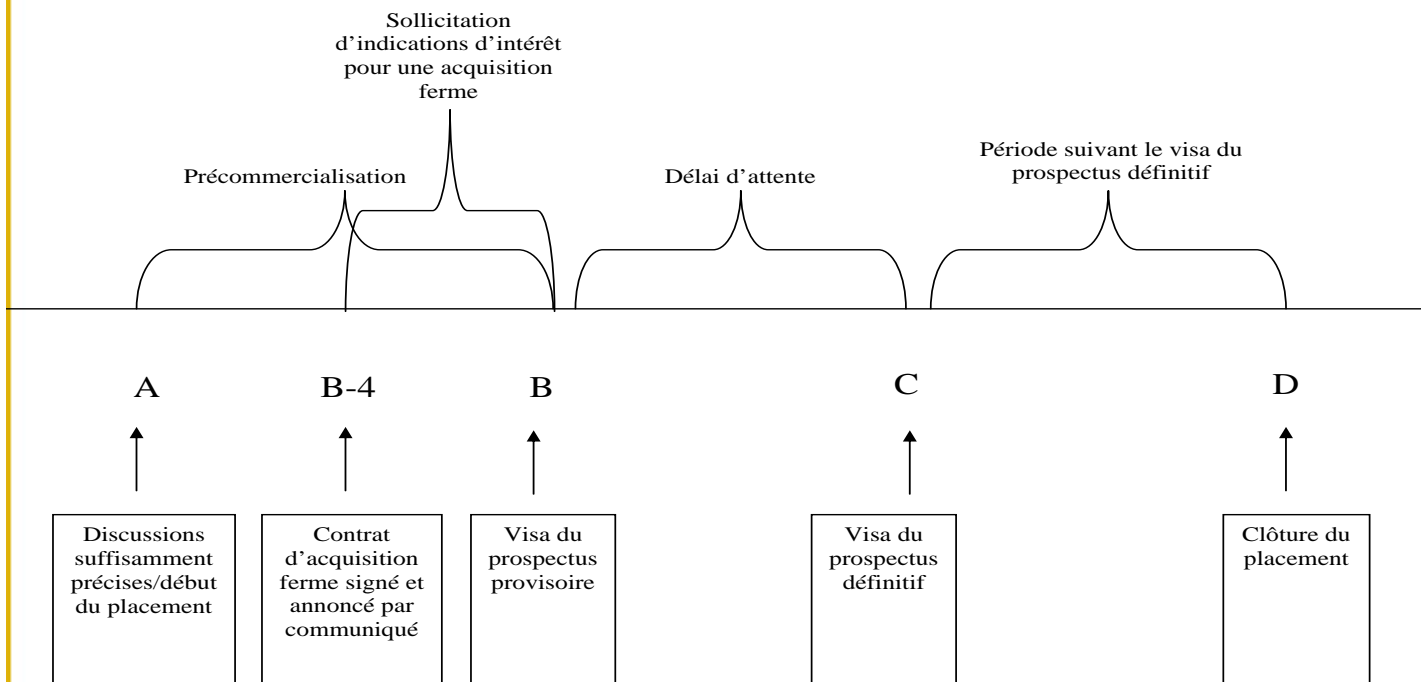 Sollicitation
d’indications d’intérêt
pour une acquisition
ferme
Précommercialisation
Délai d’attente
Période suivant le visa du
prospectus définitif
A
B-4
B
C
D
Discussions
suffisamment
précises/début
du placement
Contrat
d’acquisition
ferme signé et
annoncé par
communiqué
Visa du
prospectus
provisoire
Visa du
prospectus
définitif
Clôture du
placement